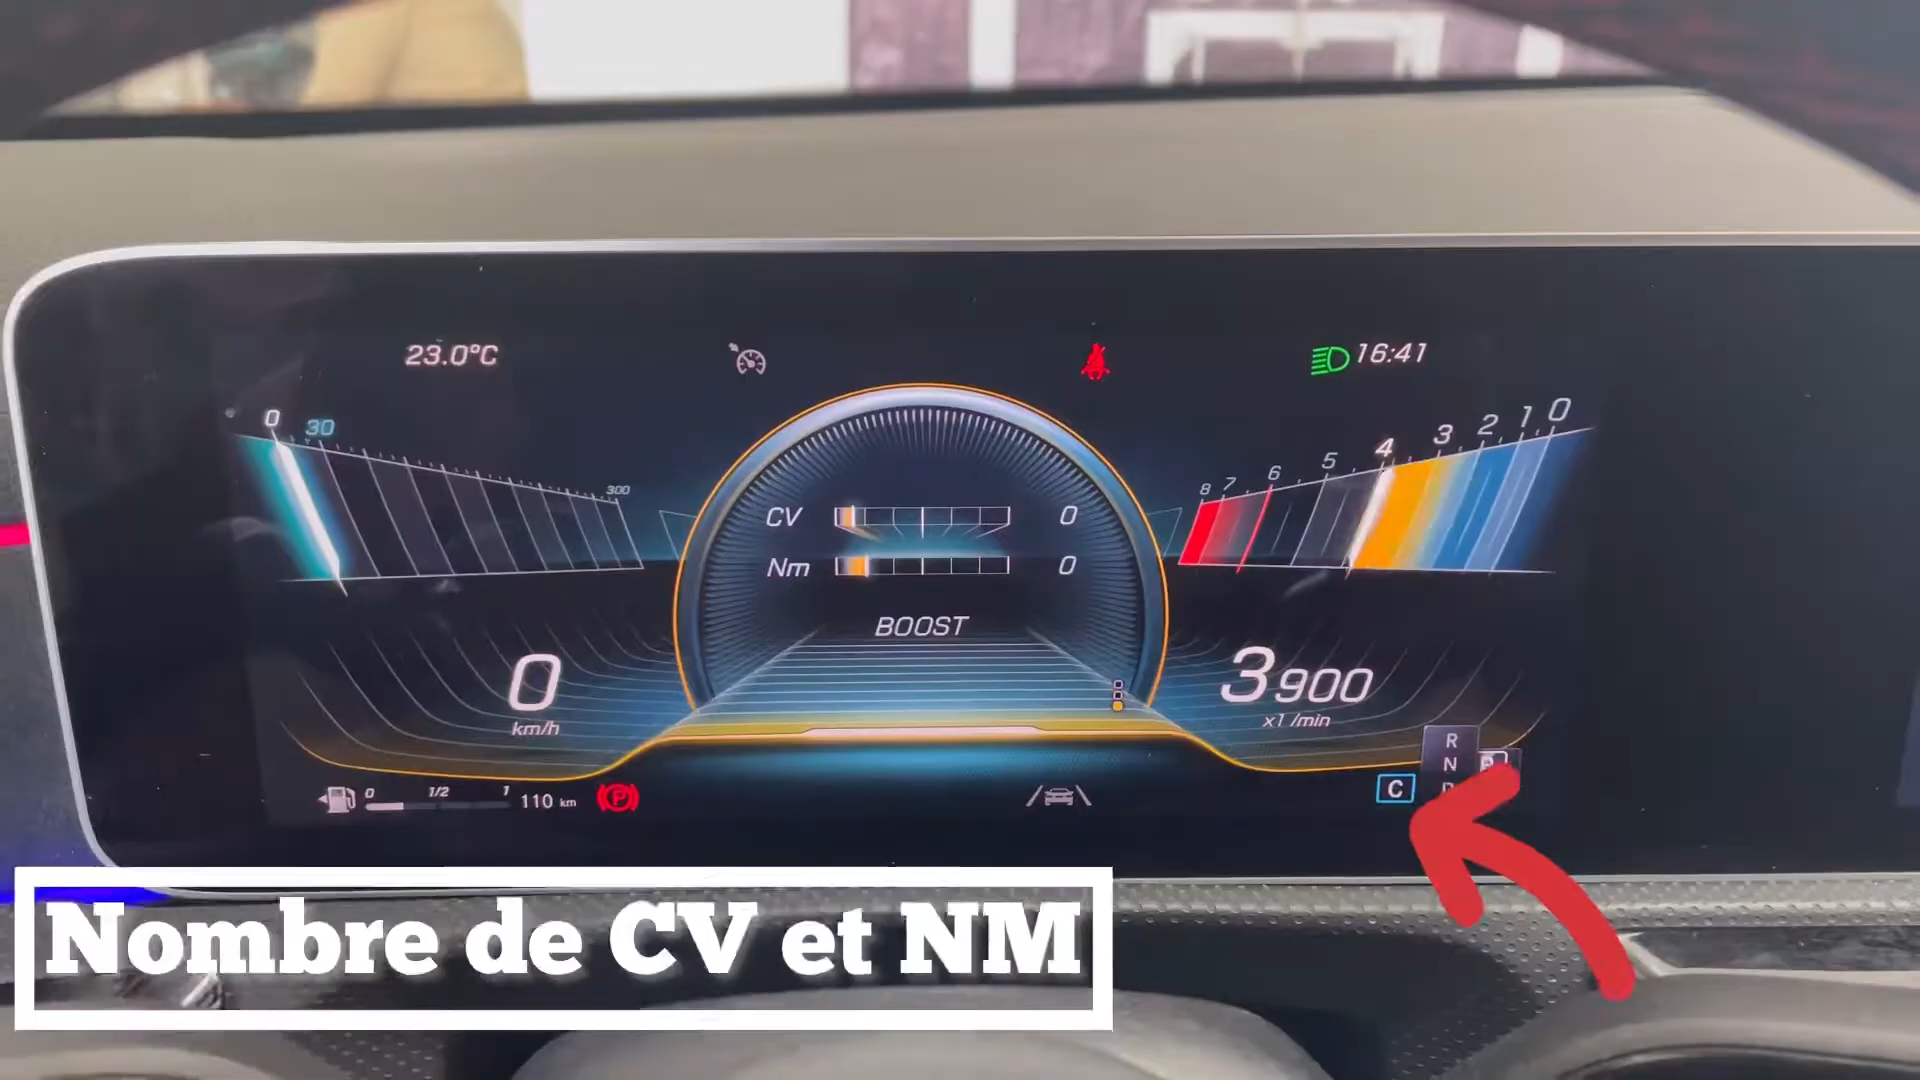 23.0°C
16:41
0 30 300
8 7 6 5 4 3 2 1 0
CV 0
Nm 0
BOOST
0
km/h
3900
x1/min
R
N P
D
C
0 1/2 1 110 km
P
Nombre de CV et NM